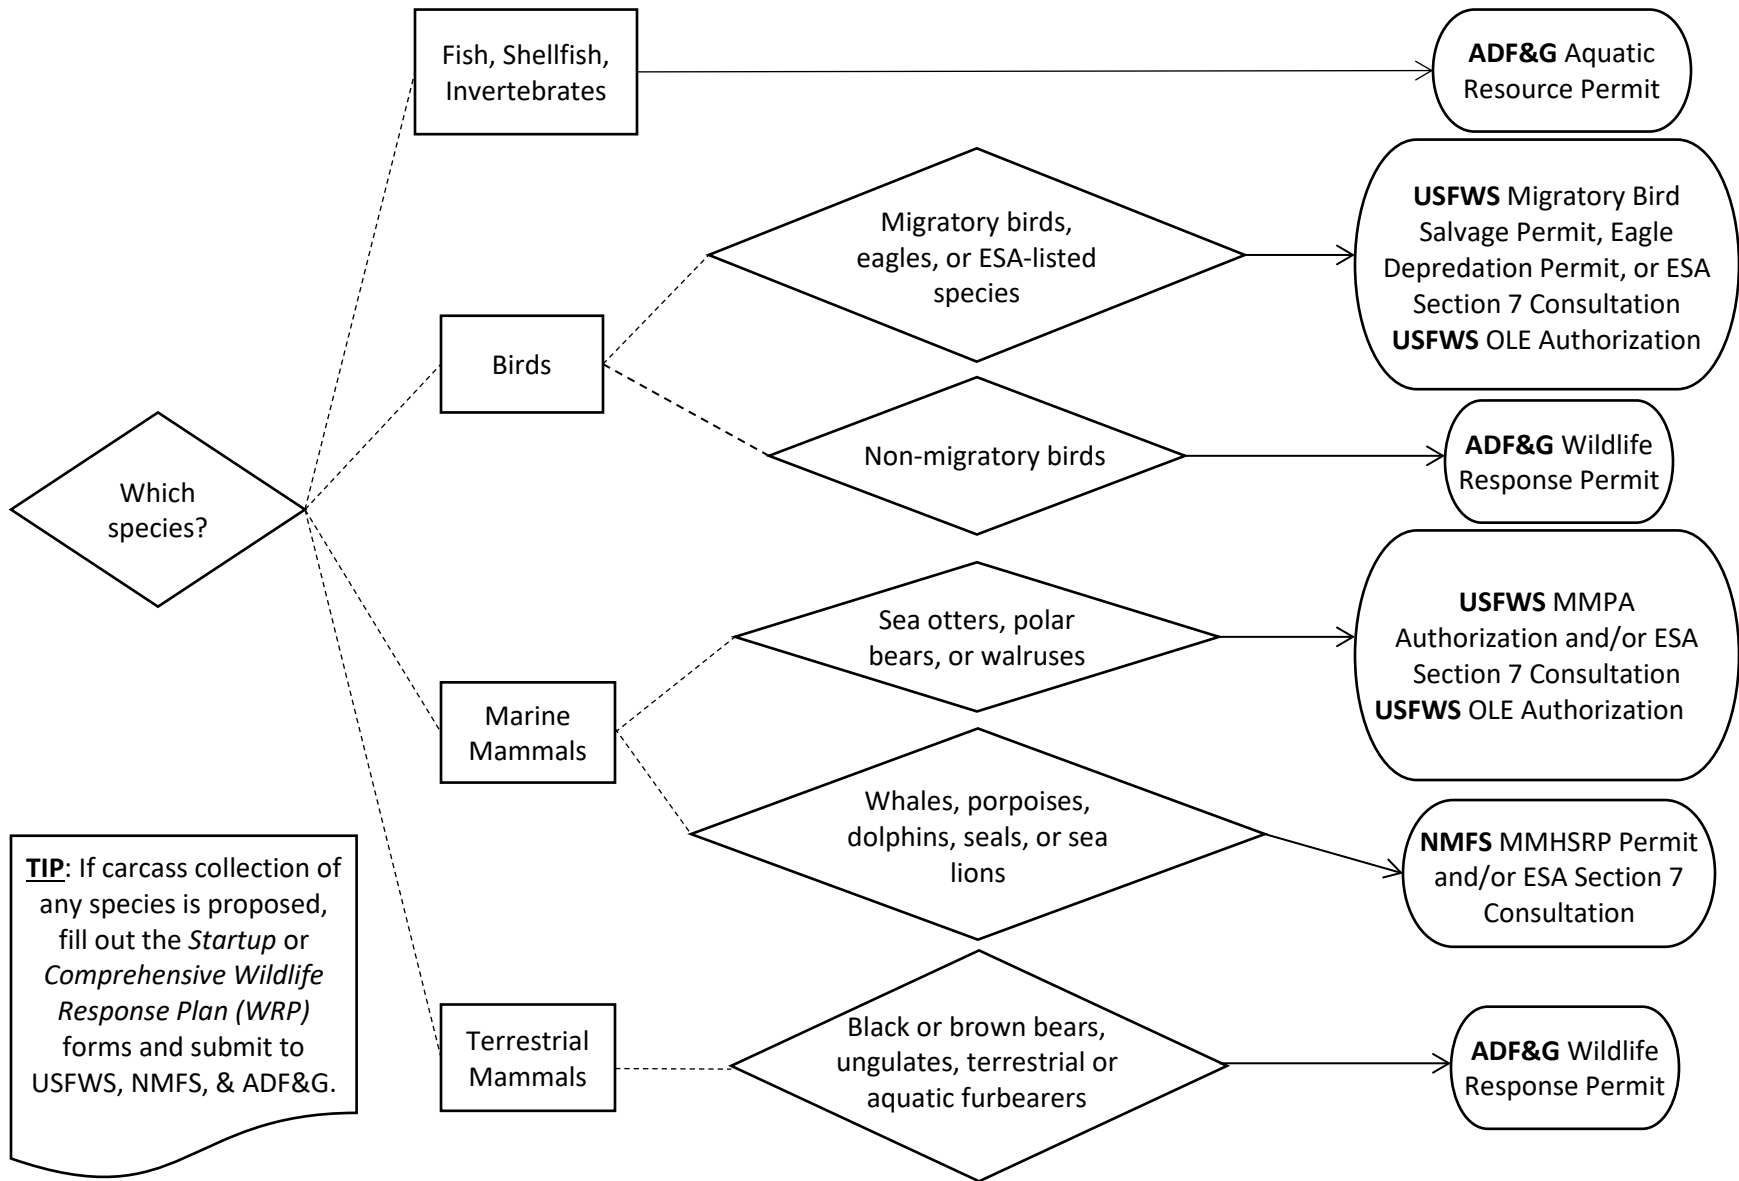 Which
species?
Fish, Shellfish,
Invertebrates
ADF&G Aquatic
Resource Permit
Birds
Migratory birds,
eagles, or ESA-listed
species
USFWS Migratory Bird
Salvage Permit, Eagle
Depredation Permit, or ESA
Section 7 Consultation
USFWS OLE Authorization
Non-migratory birds
ADF&G Wildlife
Response Permit
Marine
Mammals
Sea otters, polar
bears, or walruses
USFWS MMPA
Authorization and/or ESA
Section 7 Consultation
USFWS OLE Authorization
Whales, porpoises,
dolphins, seals, or sea
lions
NMFS MMHSRP Permit
and/or ESA Section 7
Consultation
Terrestrial
Mammals
Black or brown bears,
ungulates, terrestrial or
aquatic furbearers
ADF&G Wildlife
Response Permit
TIP: If carcass collection of
any species is proposed,
fill out the Startup or
Comprehensive Wildlife
Response Plan (WRP)
forms and submit to
USFWS, NMFS, & ADF&G.